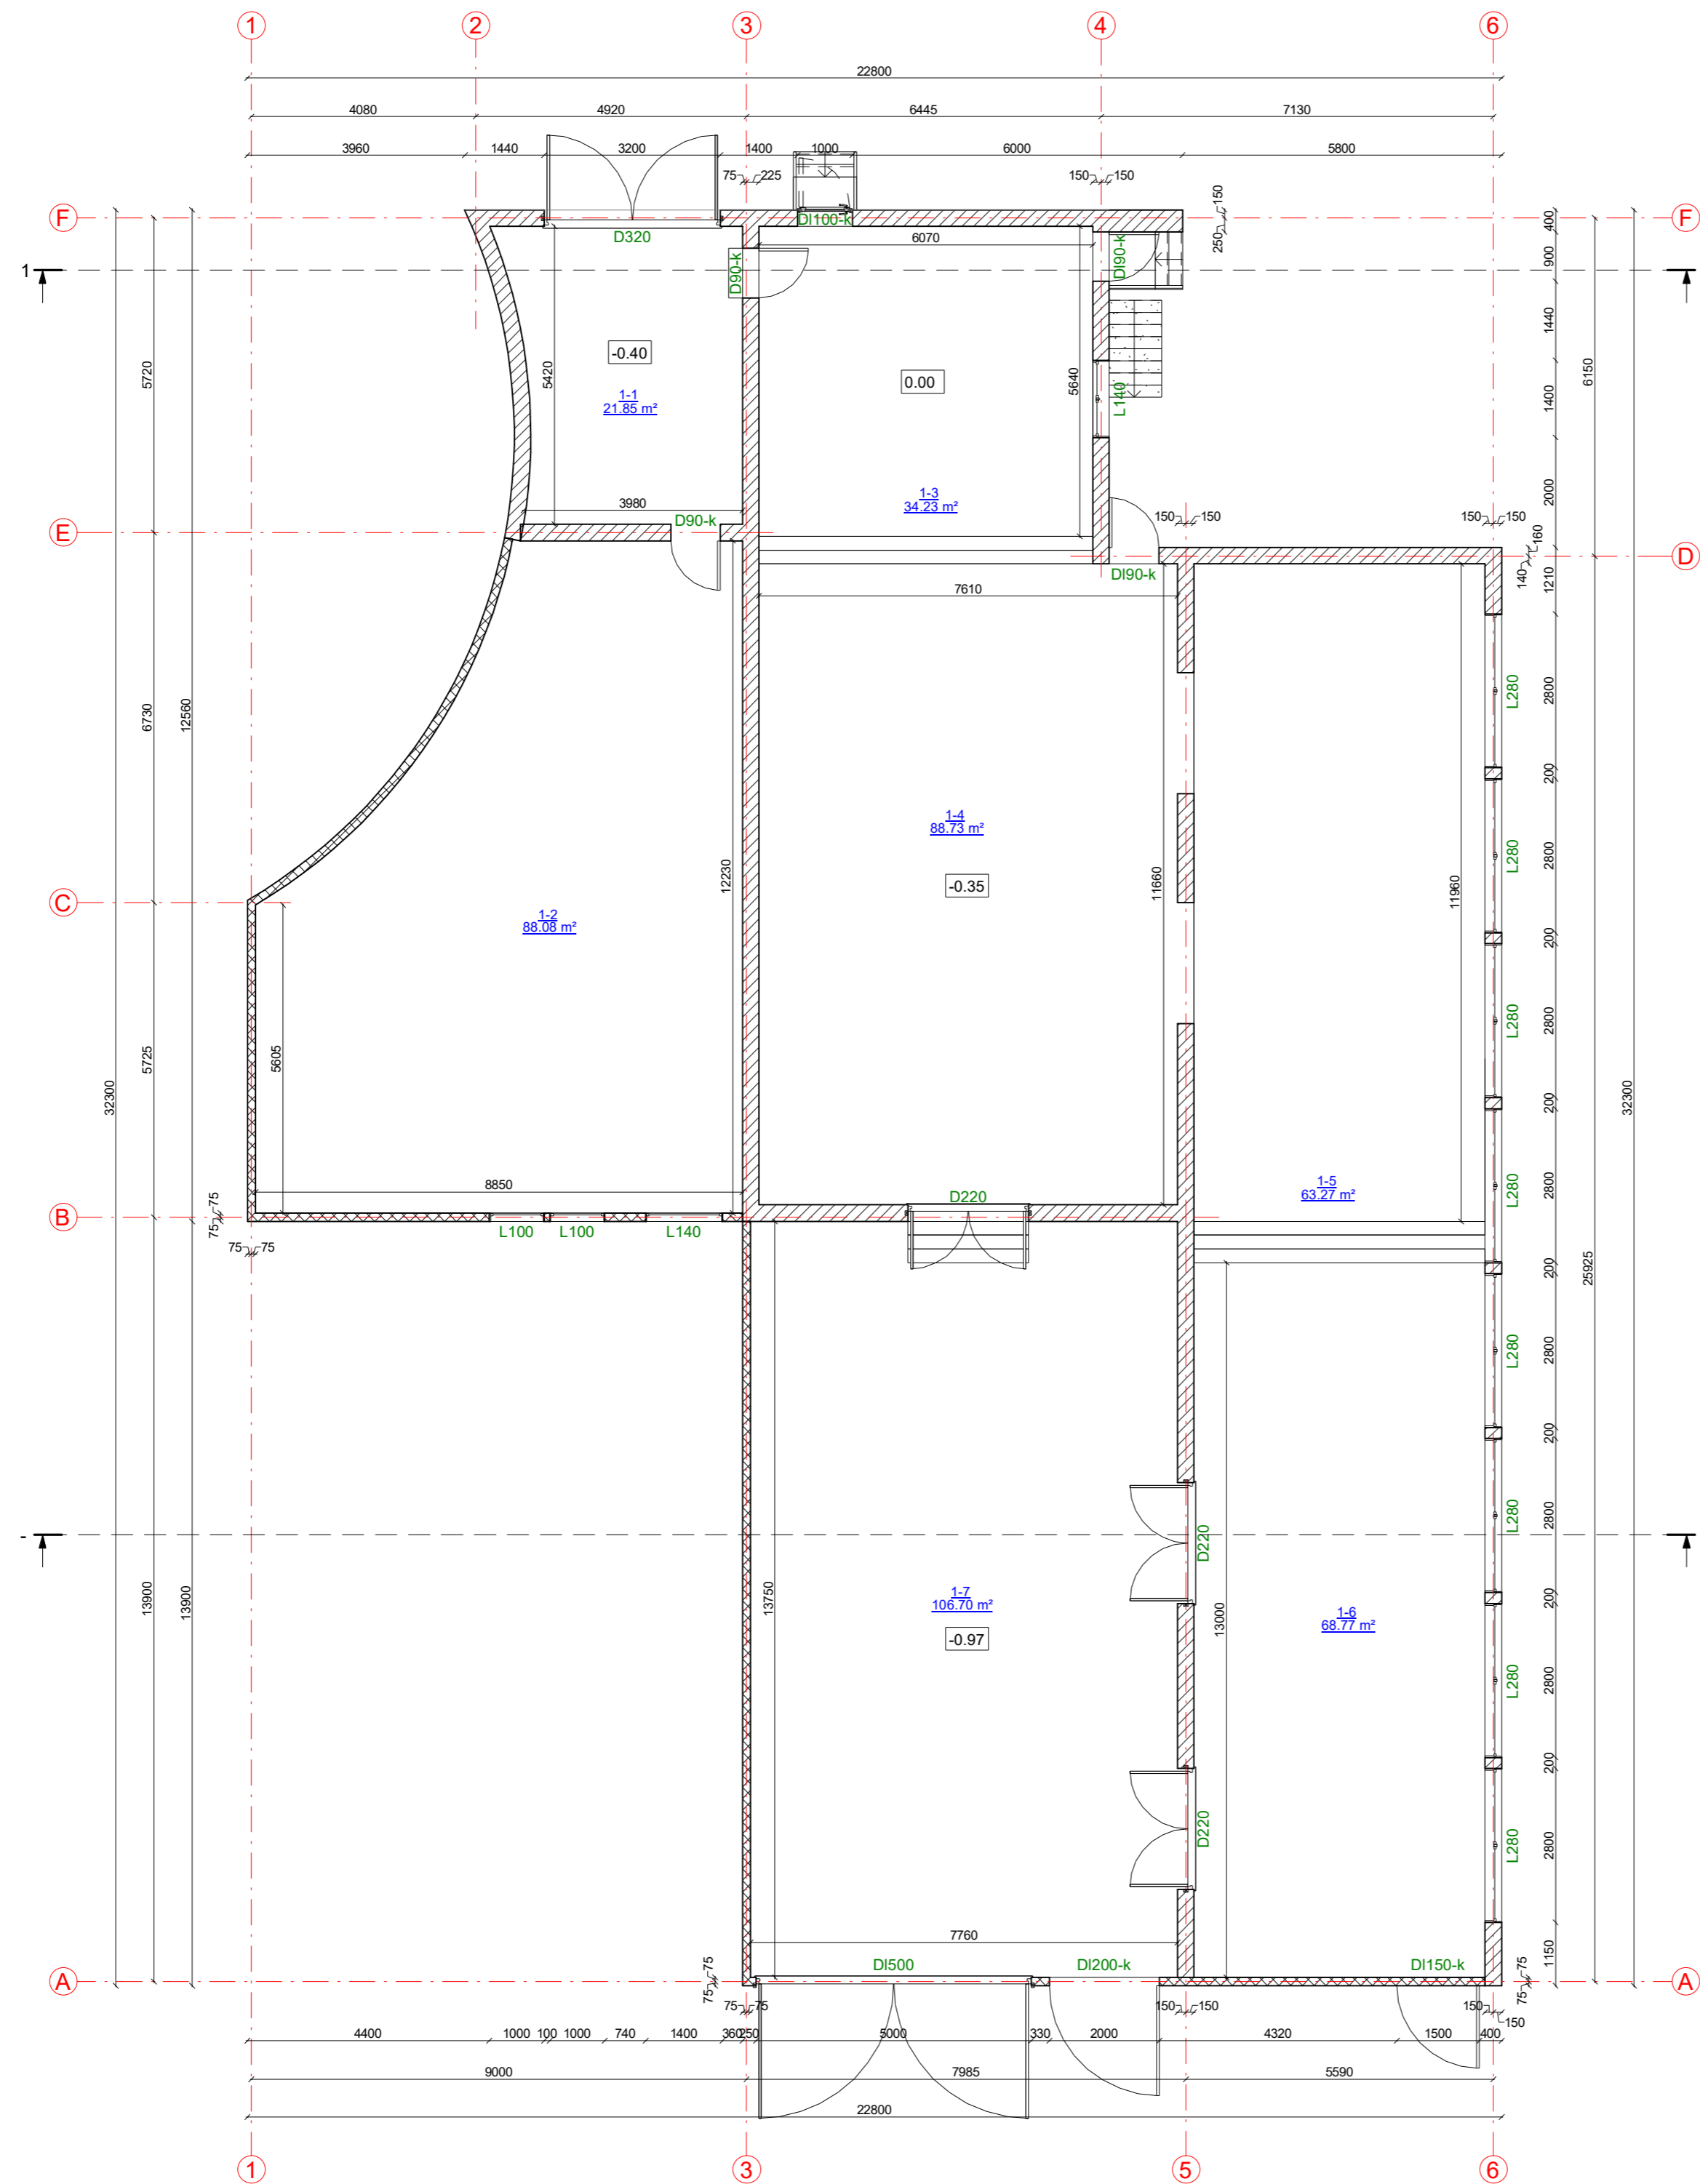 1 2 3 4 6
22800
4080 4920 6445 7130
3960 1440 3200 1400 1000 6000 5800
75 225 150 150
F F
150
250
400
D320 DI100-k
6070
D90-k DI90-k
900
1
1440
-0.40
0.00
5720 5420 5640 6150
1-1
21.85 m²
L140
1400
1-3
34.23 m²
2000
3980 D90-k
150 150 150 150
E D
160
140
DI90-k
1210
7610
L280 2800
6730 12560
200
1-4
88.73 m²
L280 2800
12230 11660 -0.35 11960
C
1-2
88.08 m²
200
L280 2800
5725 5605
32300 32300
200
8850 D220
1-5
63.27 m²
L280 2800
75
75
B
L100 L100 L140
75 75
200
25925
L280 2800
200
-
D220
L280 2800
13900 13900 13750
1-7
106.70 m²
13000
1-6
68.77 m²
200
-0.97
L280 2800
200
D220
L280 2800
7760
1150
DI500 DI200-k DI150-k
75
75
75
75
A A
75 75 150 150 150
150
4400 1000 100 1000 740 1400 360 250 5000 330 2000 4320 1500 400
9000 7985 5590
22800
1 3 5 6